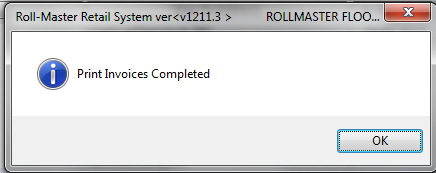 Roll-Master Retail System ver<v1211.3 > ROLLMASTER FLOO...
Print Invoices Completed
OK